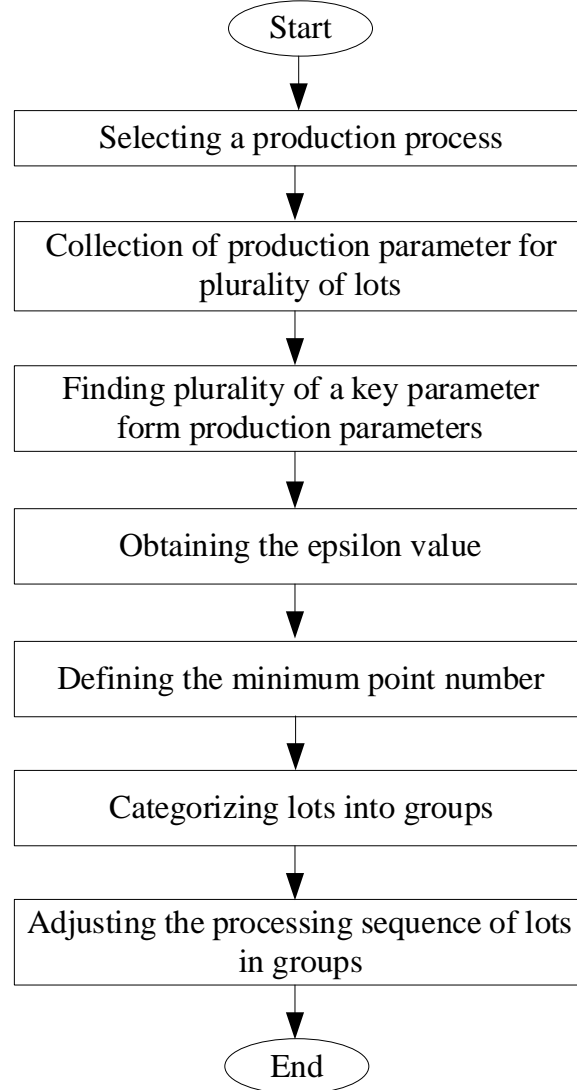 Start
Selecting a production process
Collection of production parameter for
plurality of lots
Finding plurality of a key parameter
form production parameters
Obtaining the epsilon value
Defining the minimum point number
Categorizing lots into groups
Adjusting the processing sequence of lots
in groups
End